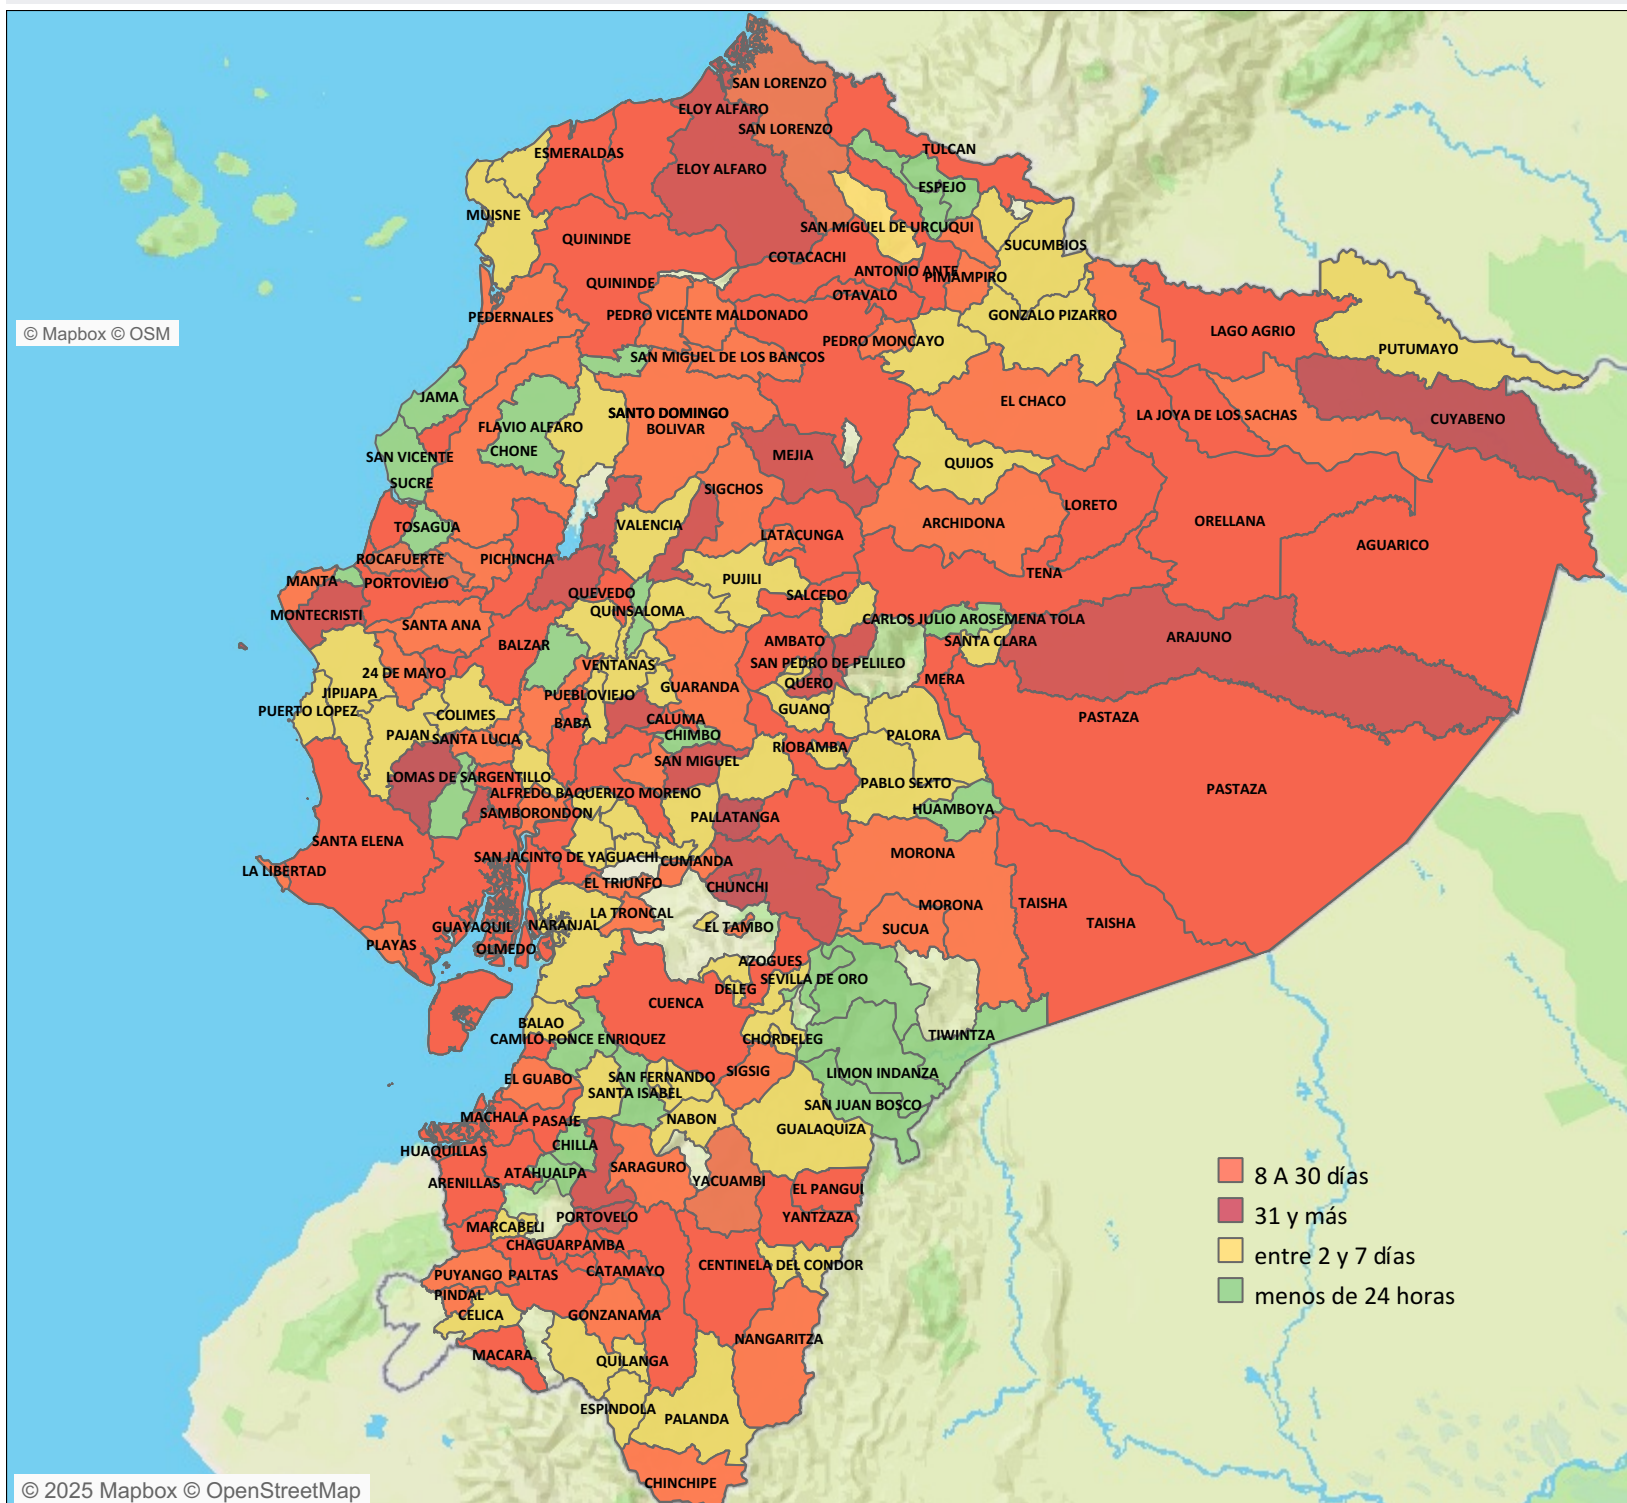 SAN LORENZO
ELOY ALFARO
SAN LORENZO
TULCAN
ESMERALDAS
ELOY ALFARO
ESPEJO
MUISNE
SAN MIGUEL DE URCUQUI
QUININDE
SUCUMBIOS
COTACACHI
ANTONIO ANTE
PIMAMPIRO
QUININDE
OTAVALO
PEDERNALES
PEDRO VICENTE MALDONADO
GONZALO PIZARRO
LAGO AGRIO
© Mapbox © OSM
PEDRO MONCAYO
PUTUMAYO
SAN MIGUEL DE LOS BANCOS
JAMA
EL CHACO
SANTO DOMINGO
LA JOYA DE LOS SACHAS
CUYABENO
FLAVIO ALFARO
BOLIVAR
CHONE
SAN VICENTE
MEJIA
QUIJOS
SUCRE
SIGCHOS
LORETO
TOSAGUA
VALENCIA
ARCHIDONA
ORELLANA
LATACUNGA
AGUARICO
ROCAFUERTE
PICHINCHA
MANTA
PORTOVIEJO
PUJILI
TENA
QUEVEDO
SALCEDO
MONTECRISTI
QUINSALOMA
CARLOS JULIO AROSEMENA TOLA
SANTA ANA
ARAJUNO
BALZAR
AMBATO
SANTA CLARA
24 DE MAYO
VENTANAS
SAN PEDRO DE PELILEO
MERA
JIPIJAPA
PUEBLOVIEJO
GUARANDA
QUERO
PUERTO LOPEZ
COLIMES
BABA
CALUMA
GUANO
PASTAZA
PAJAN
SANTA LUCIA
CHIMBO
PALORA
RIOBAMBA
SAN MIGUEL
LOMAS DE SARGENTILLO
PABLO SEXTO
PASTAZA
ALFREDO BAQUERIZO MORENO
SAMBORONDON
PALLATANGA
HUAMBOYA
SANTA ELENA
SAN JACINTO DE YAGUACHI
CUMANDA
MORONA
LA LIBERTAD
EL TRIUNFO
CHUNCHI
MORONA
TAISHA
LA TRONCAL
TAISHA
GUAYAQUIL
NARANJAL
EL TAMBO
SUCUA
PLAYAS
OLMEDO
AZOGUES
SEVILLA DE ORO
DELEG
CUENCA
BALAO
TIWINTZA
CAMILO PONCE ENRIQUEZ
CHORDELEG
EL GUABO
SAN FERNANDO
SIGSIG
LIMON INDANZA
SANTA ISABEL
SAN JUAN BOSCO
MACHALA
PASAJE
NABON
GUALAQUIZA
HUAQUILLAS
CHILLA
ARENILLAS
ATAHUALPA
SARAGURO
YACUAMBI
EL PANGUI
8 A 30 días
PORTOVELO
YANTZAZA
31 y más
MARCABELI
CHAGUARPAMBA
PUYANGO
PALTAS
CATAMAYO
CENTINELA DEL CONDOR
entre 2 y 7 días
PINDAL
menos de 24 horas
CELICA
GONZANAMA
NANGARITZA
MACARA
QUILANGA
ESPINDOLA
PALANDA
CHINCHIPE
© 2025 Mapbox © OpenStreetMap